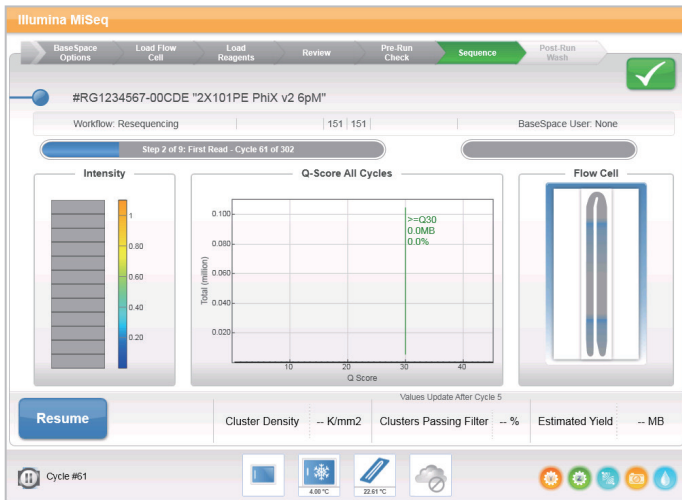 Illumina MiSeq
BaseSpace Options
Load Flow Cell
Load Reagents
Review
Pre-Run Check
Sequence
Post-Run Wash
#RG1234567-00CDE "2X101PE PhiX v2 6pM"
Workflow: Resequencing 151 151 BaseSpace User: None
Step 2 of 9: First Read - Cycle 61 of 302
Intensity
1
0.80
0.60
0.40
0.20
Q-Score All Cycles
Total (million)
0.100
0.080
0.060
0.040
0.020
>=Q30
0.0MB
0.0%
10 20 30 40
Q Score
Flow Cell
Values Update After Cycle 5
Resume
Cluster Density -- K/mm2 Clusters Passing Filter -- % Estimated Yield -- MB
Cycle #61
4.00 °C
22.61 °C